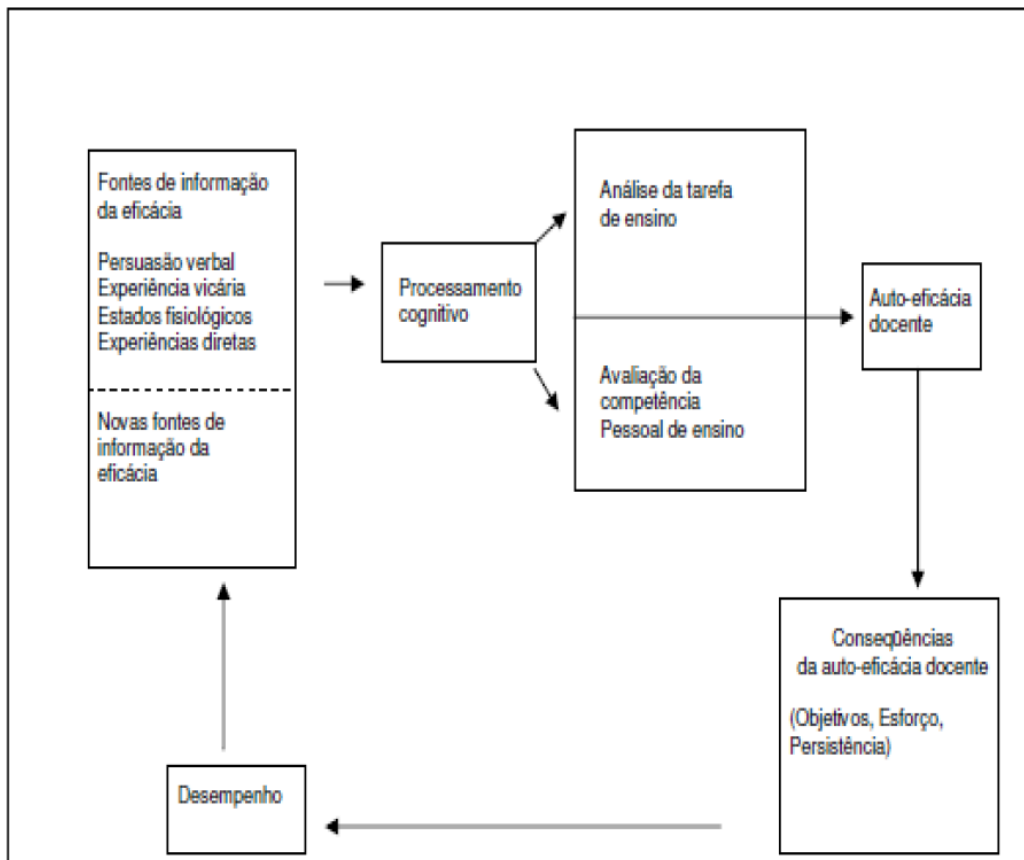 Fontes de informação
da eficácia
Persuasão verbal
Experiência vicária
Estados fisiológicos
Experiências diretas
Novas fontes de
informação da
eficácia
Processamento
cognitivo
Análise da tarefa
de ensino
Avaliação da
competência
Pessoal de ensino
Auto-eficácia
docente
Conseqüências
da auto-eficácia docente
(Objetivos, Esforço,
Persistência)
Desempenho